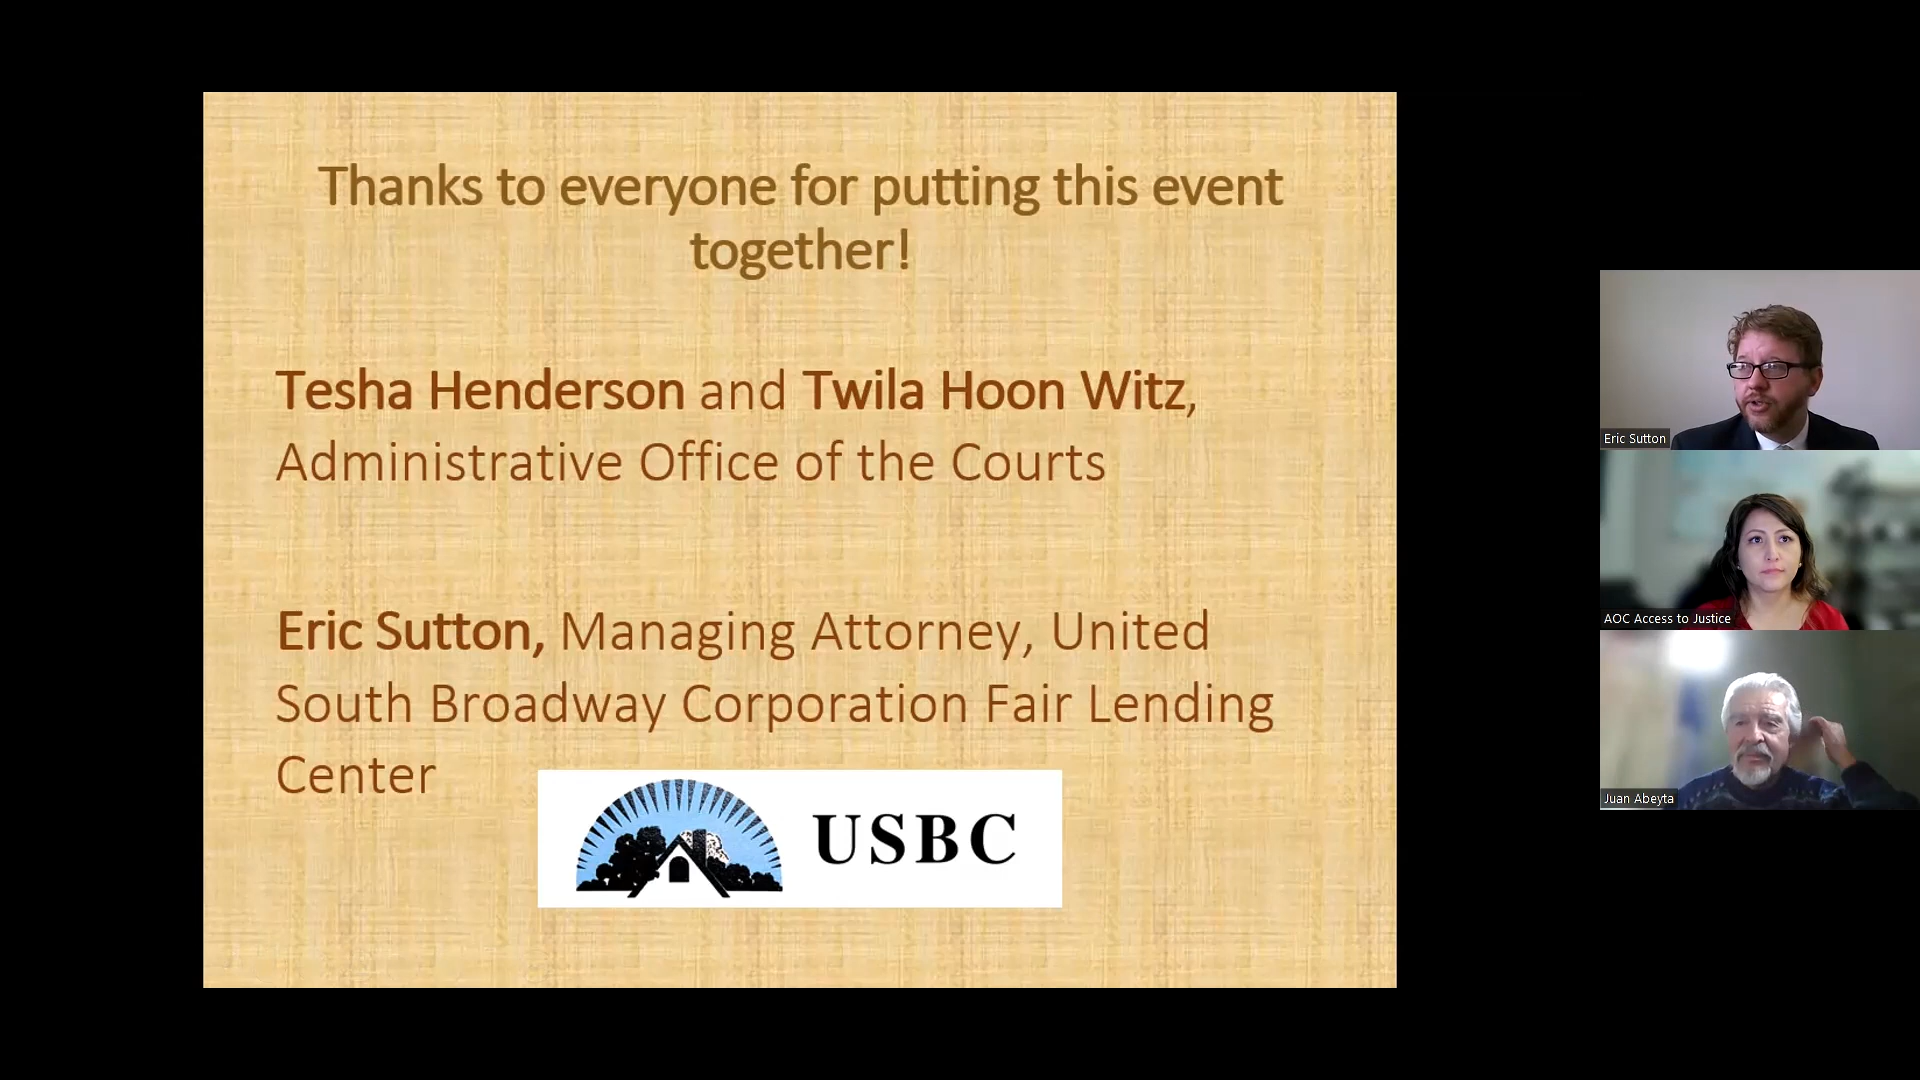 Thanks to everyone for putting this event
together!
Tesha Henderson and Twila Hoon Witz,
Administrative Office of the Courts
Eric Sutton, Managing Attorney, United
South Broadway Corporation Fair Lending
Center
USBC
Eric Sutton
AOC Access to Justice
Juan Abeyta